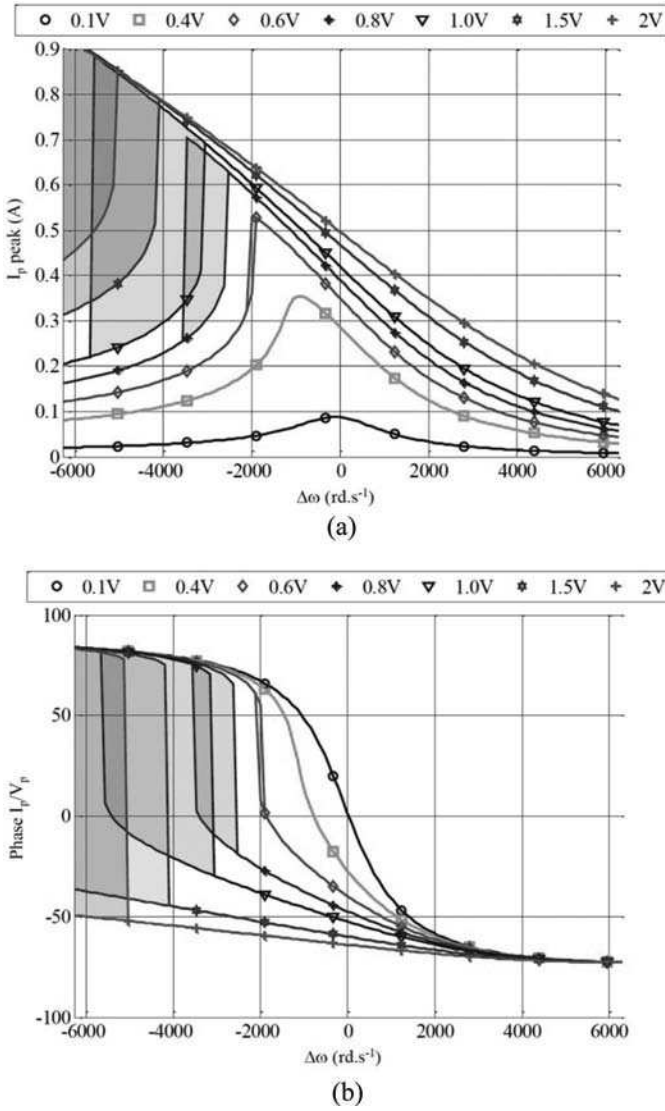 0.1V 0.4V 0.6V 0.8V 1.0V 1.5V 2V
0.9
0.8
0.7
0.6
0.5
0.4
0.3
0.2
0.1
0
I_p peak (A)
-6000 -4000 -2000 0 2000 4000 6000
Δω (rd.s⁻¹)
(a)
0.1V 0.4V 0.6V 0.8V 1.0V 1.5V 2V
100
50
0
-50
-100
Phase I_p/V_p
-6000 -4000 -2000 0 2000 4000 6000
Δω (rd.s⁻¹)
(b)